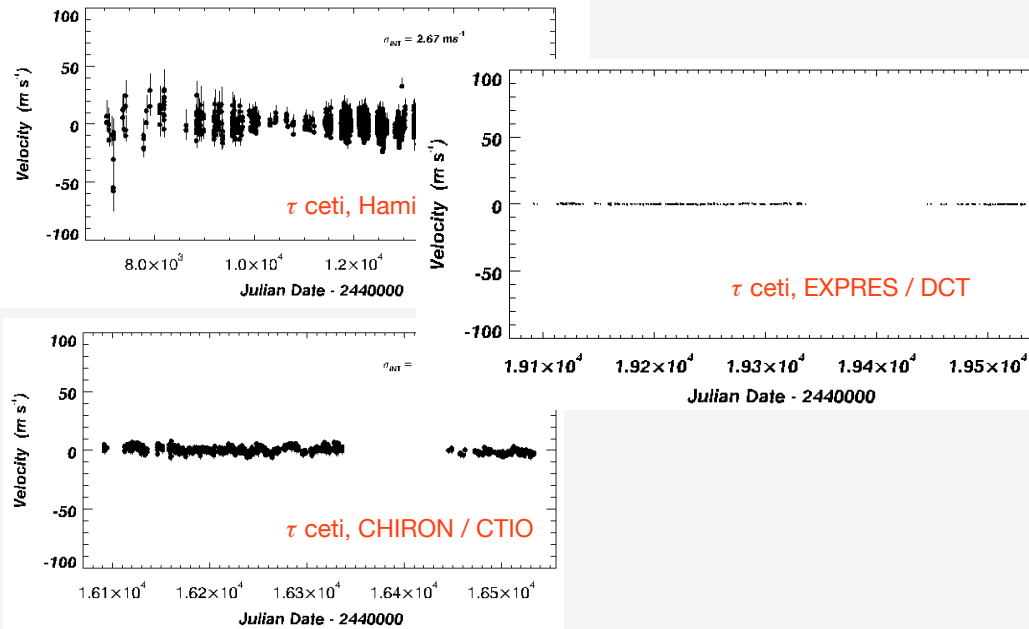 100
50
0
-50
-100
Velocity (m s⁻¹)
σINT = 2.67 ms⁻¹
τ ceti, Hami
8.0×10³ 1.0×10⁴ 1.2×10⁴
Julian Date - 2440000
100
50
0
-50
-100
Velocity (m s⁻¹)
τ ceti, EXPRES / DCT
1.91×10⁴ 1.92×10⁴ 1.93×10⁴ 1.94×10⁴ 1.95×10⁴
Julian Date - 2440000
100
50
0
-50
-100
Velocity (m s⁻¹)
σINT =
τ ceti, CHIRON / CTIO
1.61×10⁴ 1.62×10⁴ 1.63×10⁴ 1.64×10⁴ 1.65×10⁴
Julian Date - 2440000